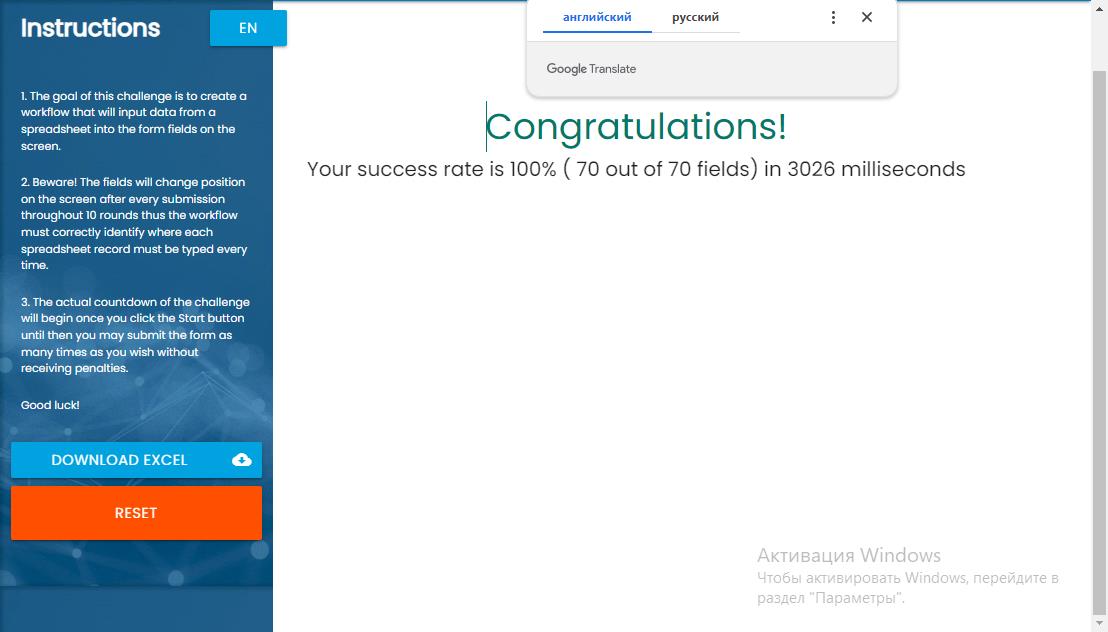 Instructions
EN
1. The goal of this challenge is to create a
workflow that will input data from a
spreadsheet into the form fields on the
screen.
2. Beware! The fields will change position
on the screen after every submission
throughout 10 rounds thus the workflow
must correctly identify where each
spreadsheet record must be typed every
time.
3. The actual countdown of the challenge
will begin once you click the Start button
until then you may submit the form as
many times as you wish without
receiving penalties.
Good luck!
DOWNLOAD EXCEL
RESET
английский
русский
Google Translate
Congratulations!
Your success rate is 100% ( 70 out of 70 fields) in 3026 milliseconds
Активация Windows
Чтобы активировать Windows, перейдите в
раздел "Параметры".